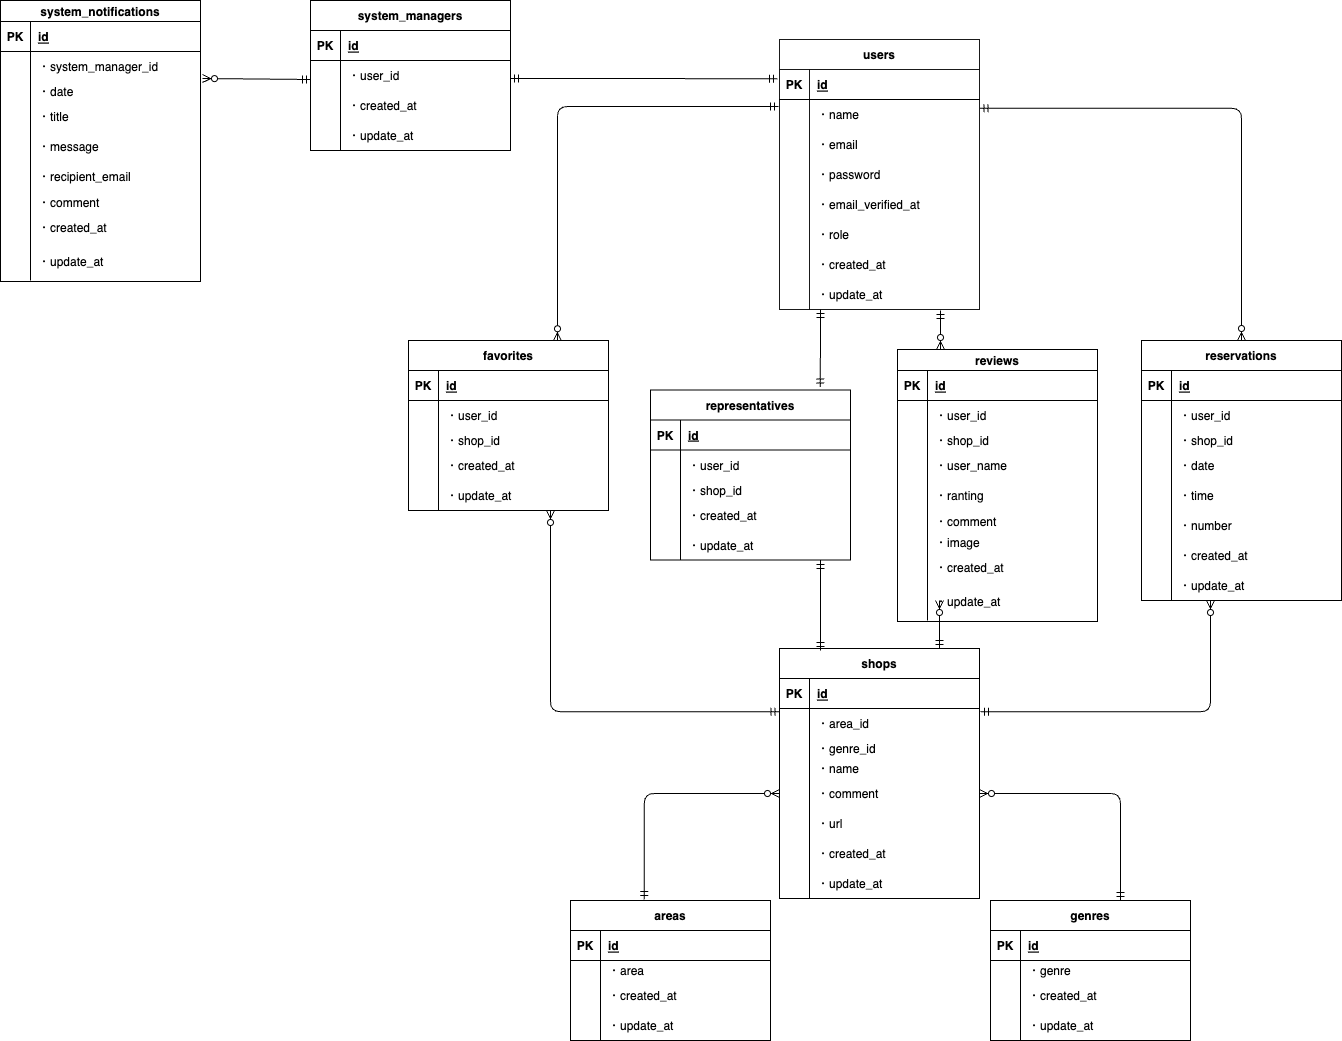 system_notifications
PK id
・system_manager_id
・date
・title
・message
・recipient_email
・comment
・created_at
・update_at
system_managers
PK id
・user_id
・created_at
・update_at
users
PK id
・name
・email
・password
・email_verified_at
・role
・created_at
・update_at
favorites
PK id
・user_id
・shop_id
・created_at
・update_at
representatives
PK id
・user_id
・shop_id
・created_at
・update_at
reviews
PK id
・user_id
・shop_id
・user_name
・ranting
・comment
・image
・created_at
・update_at
reservations
PK id
・user_id
・shop_id
・date
・time
・number
・created_at
・update_at
shops
PK id
・area_id
・genre_id
・name
・comment
・url
・created_at
・update_at
areas
PK id
・area
・created_at
・update_at
genres
PK id
・genre
・created_at
・update_at